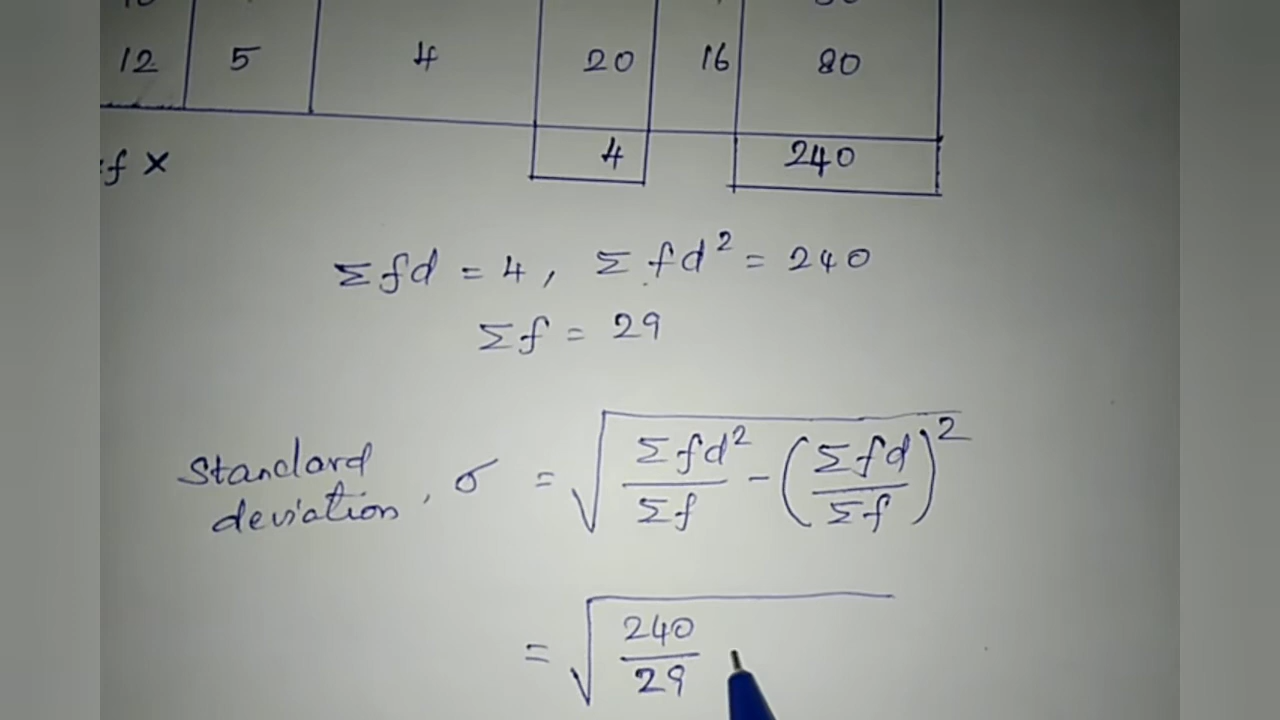 12 5 4 20 16 80
f × 4 240
Σfd = 4, Σfd² = 240
Σf = 29
Standard deviation, σ = √(Σfd²/Σf - (Σfd/Σf)²)
= √(240/29